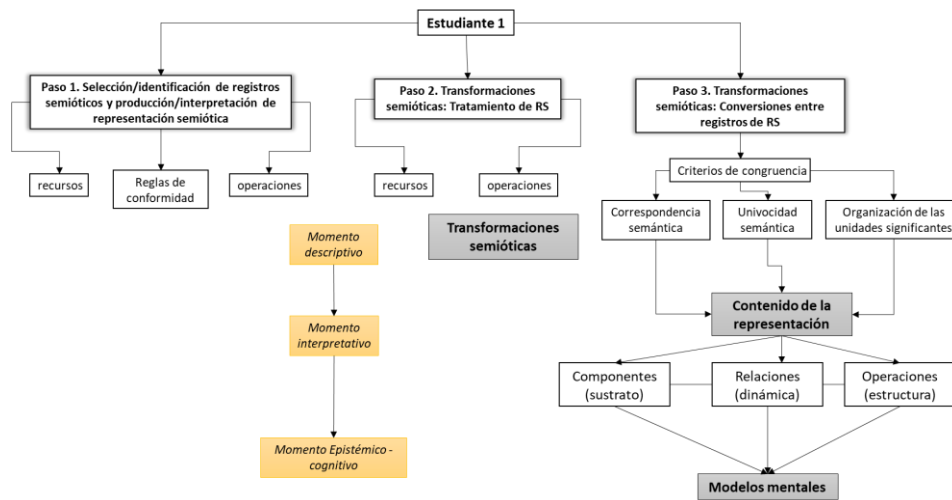 Estudiante 1
Paso 1. Selección/identificación de registros
semióticos y producción/interpretación de
representación semiótica
Paso 2. Transformaciones
semióticas: Tratamiento de RS
Paso 3. Transformaciones
semióticas: Conversiones entre
registros de RS
recursos
Reglas de
conformidad
operaciones
recursos
operaciones
Criterios de congruencia
Correspondencia
semántica
Univocidad
semántica
Organización de las
unidades significantes
Momento
descriptivo
Transformaciones
semióticas
Contenido de la
representación
Momento
interpretativo
Componentes
(sustrato)
Relaciones
(dinámica)
Operaciones
(estructura)
Momento Epistémico -
cognitivo
Modelos mentales